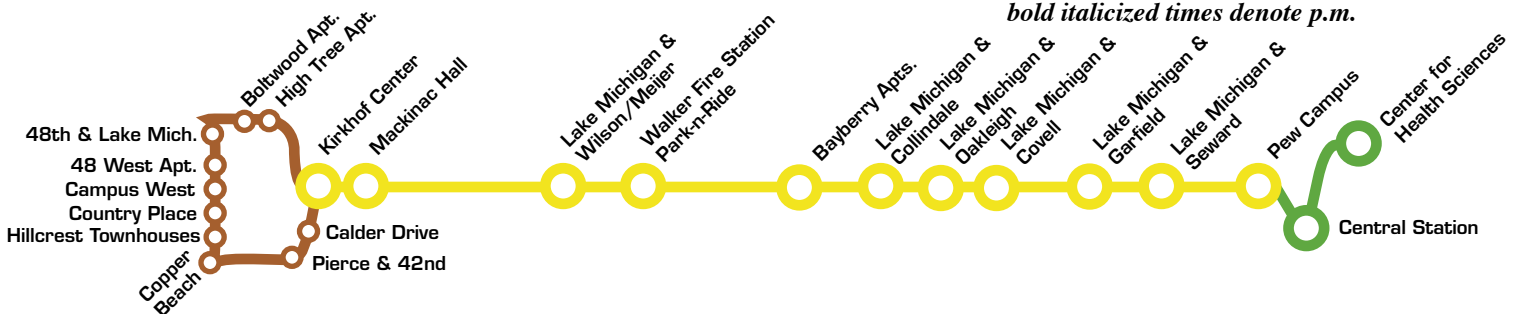 bold italicized times denote p.m.
Boltwood Apt.
High Tree Apt.
Kirkhof Center
Mackinac Hall
Lake Michigan &
Wilson/Meijer
Walker Fire Station
Park-n-Ride
Bayberry Apts.
Lake Michigan &
Collindale
Lake Michigan &
Oakleigh
Lake Michigan &
Covell
Lake Michigan &
Garfield
Lake Michigan &
Seward
Pew Campus
Center for
Health Sciences
48th & Lake Mich.
48 West Apt.
Campus West
Country Place
Hillcrest Townhouses
Copper
Beach
Calder Drive
Pierce & 42nd
Central Station